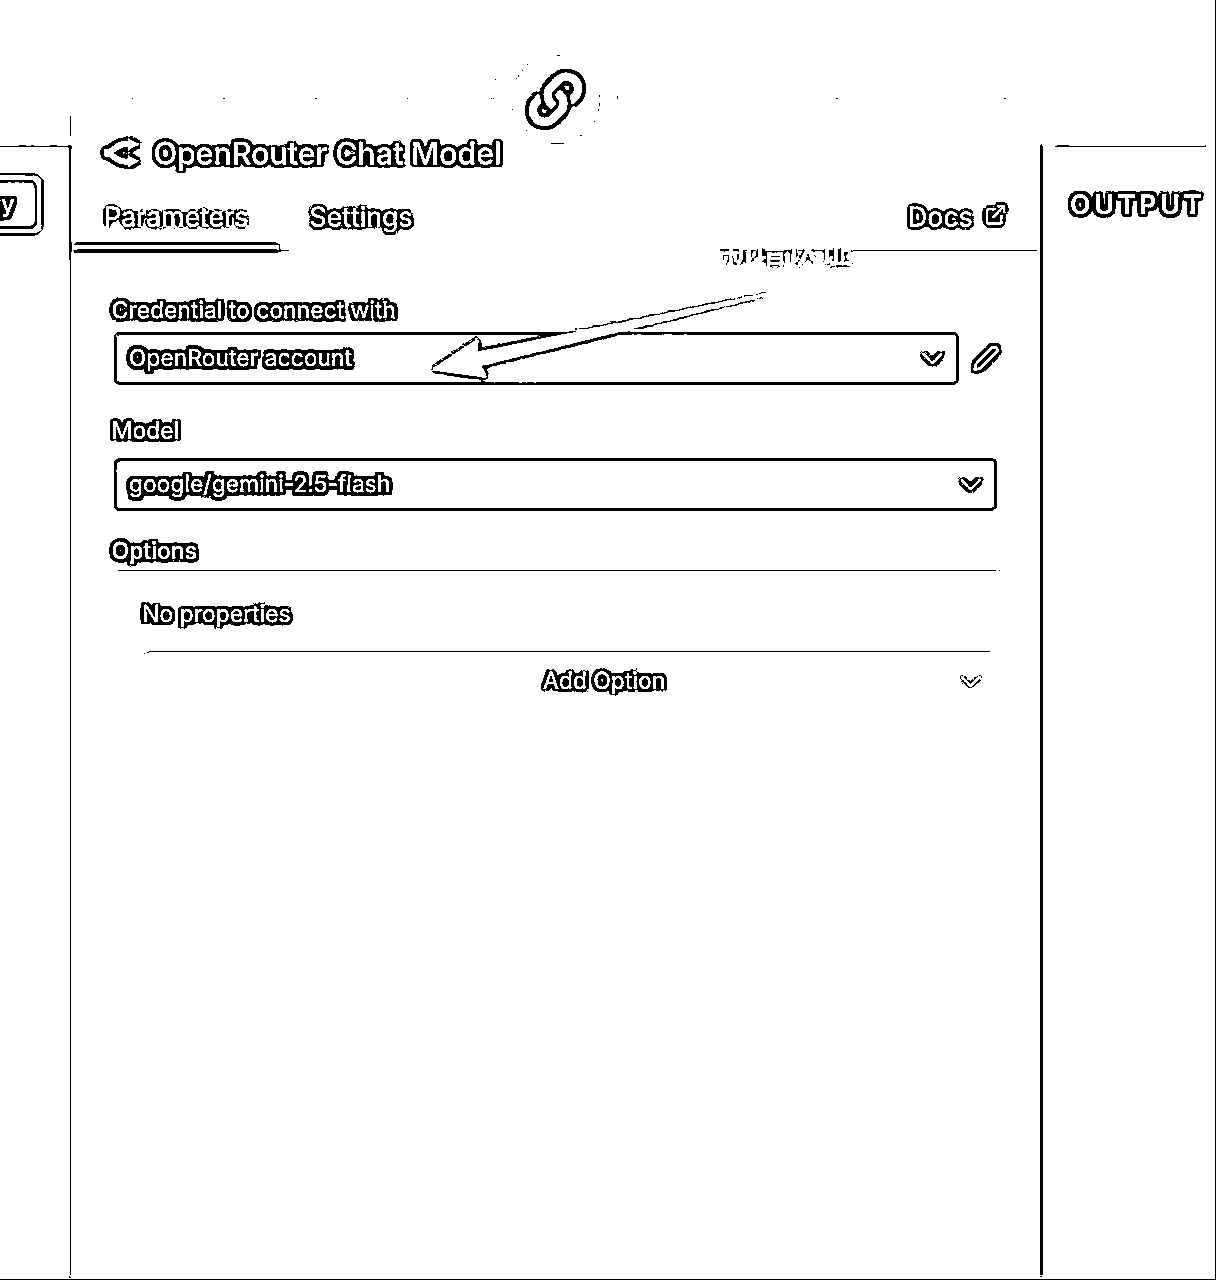 OpenRouter Chat Model
y
OUTPUT
Parameters Settings Docs
Credential to connect with
OpenRouter account
Model
google/gemini-2.5-flash
Options
No properties
Add Option